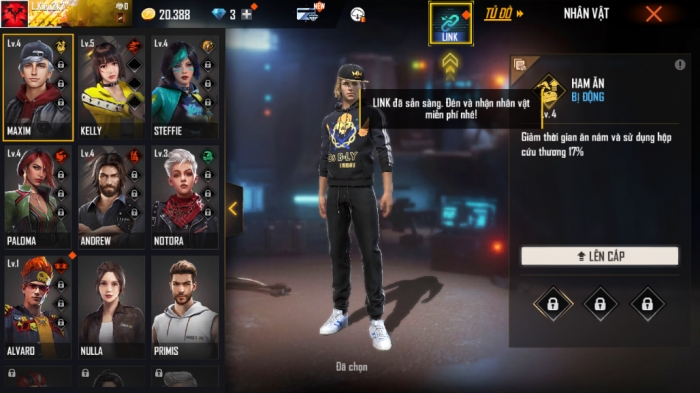 20.388
3
NEW
LINK
TỦ ĐỒ
NHÂN VẬT
Lv.4
MAXIM
Lv.5
KELLY
Lv.4
STEFFIE
LINK đã sẵn sàng. Đến và nhận nhân vật
miễn phí nhé!
HAM ĂN
BỊ ĐỘNG
Lv. 4
Giảm thời gian ăn nấm và sử dụng hộp
cứu thương 17%
Lv.4
PALOMA
Lv.4
ANDREW
Lv.3
NOTORA
LÊN CẤP
Lv.1
ALVARO
NULLA
PRIMIS
Đã chọn